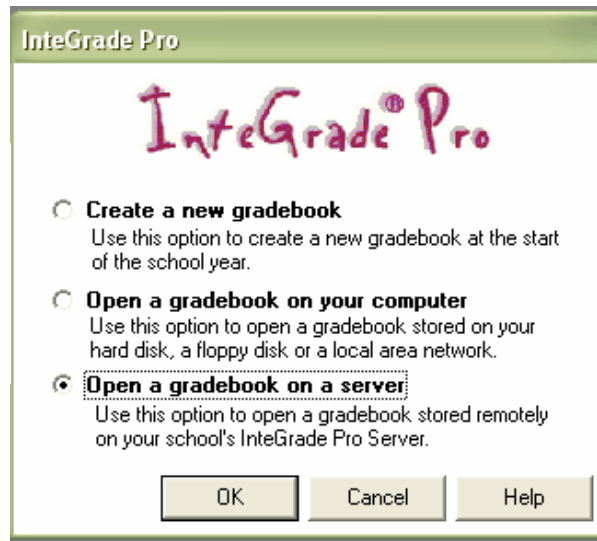 InteGrade Pro
InteGrade® Pro
Create a new gradebook
Use this option to create a new gradebook at the start
of the school year.
Open a gradebook on your computer
Use this option to open a gradebook stored on your
hard disk, a floppy disk or a local area network.
Open a gradebook on a server
Use this option to open a gradebook stored remotely
on your school's InteGrade Pro Server.
OK Cancel Help